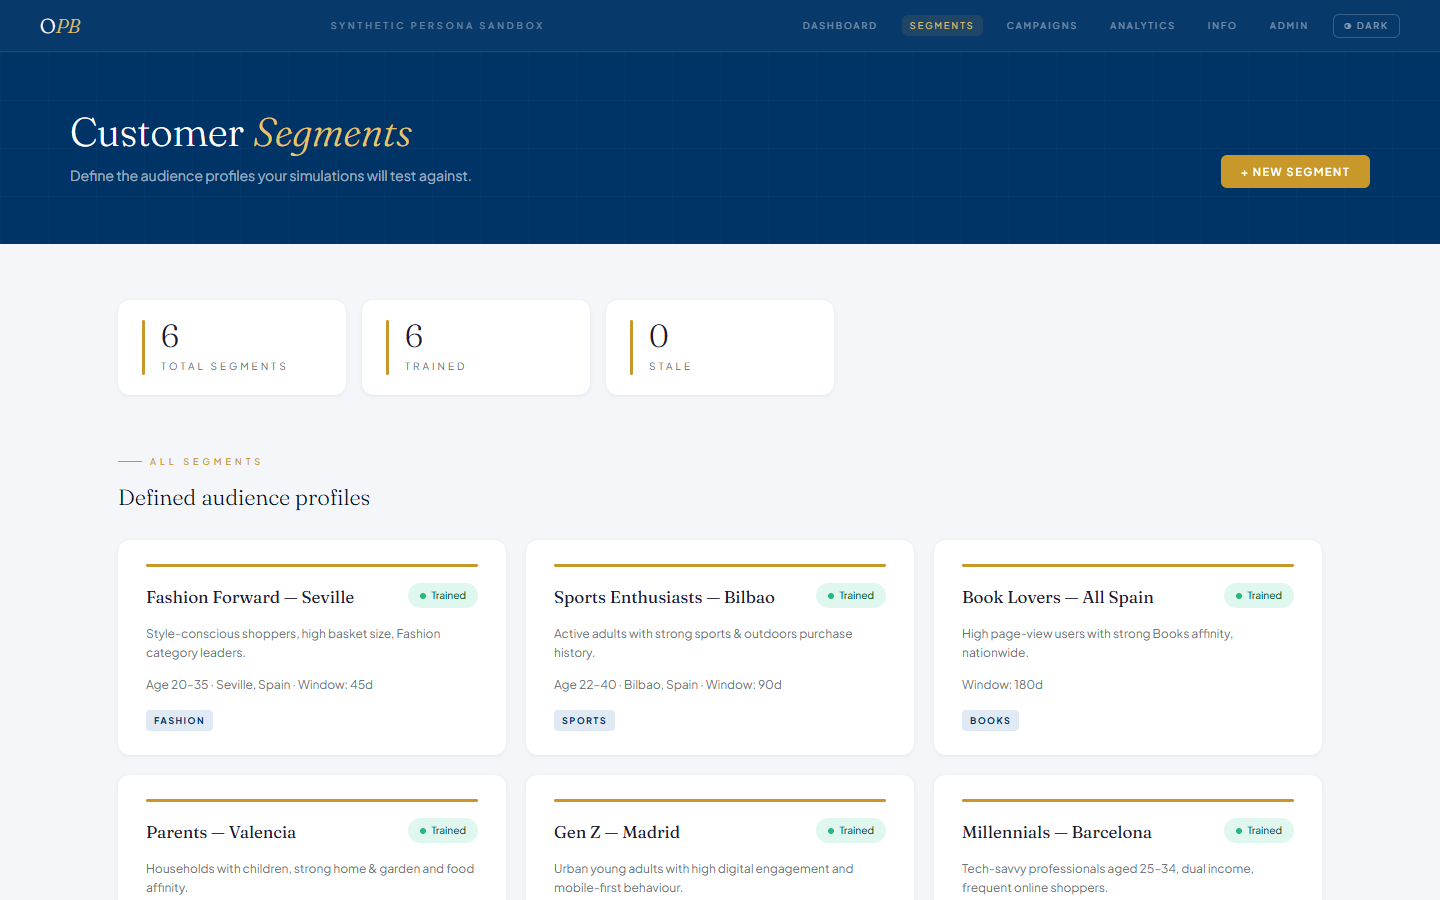 OPB
SYNTHETIC PERSONA SANDBOX
DASHBOARD SEGMENTS CAMPAIGNS ANALYTICS INFO ADMIN DARK
Customer Segments
Define the audience profiles your simulations will test against.
+ NEW SEGMENT
6
TOTAL SEGMENTS
6
TRAINED
0
STALE
ALL SEGMENTS
Defined audience profiles
Fashion Forward — Seville
Trained
Style-conscious shoppers, high basket size, Fashion
category leaders.
Age 20–35 · Seville, Spain · Window: 45d
FASHION
Sports Enthusiasts — Bilbao
Trained
Active adults with strong sports & outdoors purchase
history.
Age 22–40 · Bilbao, Spain · Window: 90d
SPORTS
Book Lovers — All Spain
Trained
High page-view users with strong Books affinity,
nationwide.
Window: 180d
BOOKS
Parents — Valencia
Trained
Households with children, strong home & garden and food
affinity.
Gen Z — Madrid
Trained
Urban young adults with high digital engagement and
mobile-first behaviour.
Millennials — Barcelona
Trained
Tech-savvy professionals aged 25–34, dual income,
frequent online shoppers.